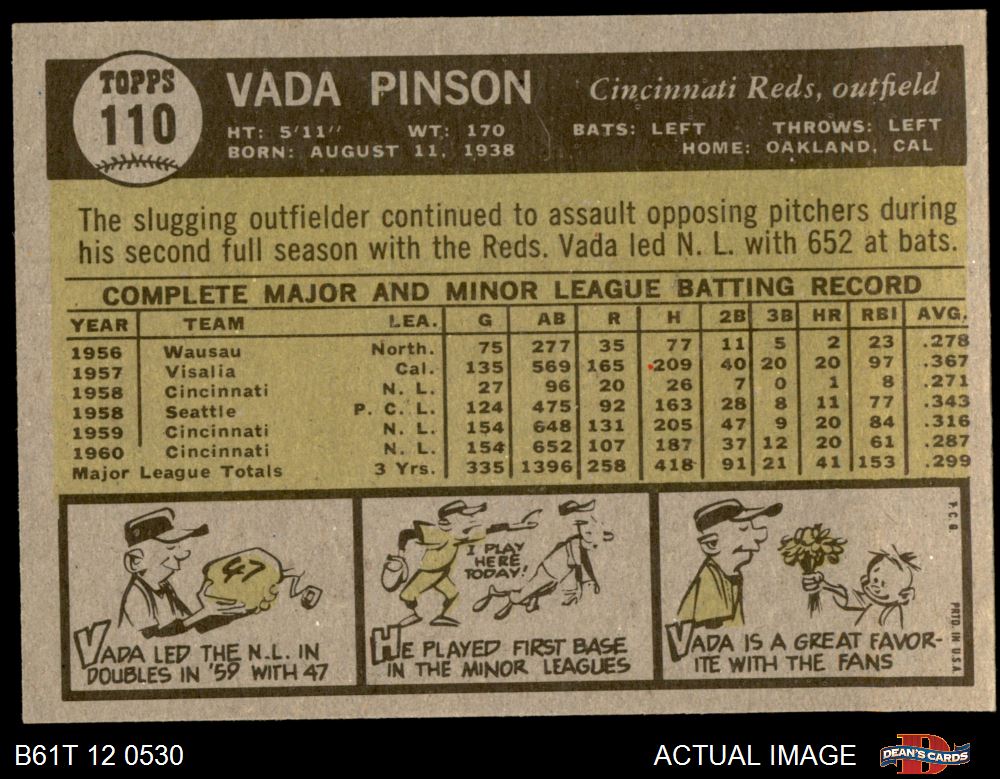 TOPPS
110
VADA PINSON
Cincinnati Reds, outfield
HT: 5'11" WT: 170 BATS: LEFT THROWS: LEFT
BORN: AUGUST 11, 1938 HOME: OAKLAND, CAL
The slugging outfielder continued to assault opposing pitchers during
his second full season with the Reds. Vada led N. L. with 652 at bats.
COMPLETE MAJOR AND MINOR LEAGUE BATTING RECORD
YEAR TEAM LEA. G AB R H 2B 3B HR RBI AVG.
1956 Wausau North. 75 277 35 77 11 5 2 23 .278
1957 Visalia Cal. 135 569 165 209 40 20 20 97 .367
1958 Cincinnati N. L. 27 96 20 26 7 0 1 8 .271
1958 Seattle P. C. L. 124 475 92 163 28 8 11 77 .343
1959 Cincinnati N. L. 154 648 131 205 47 9 20 84 .316
1960 Cincinnati N. L. 154 652 107 187 37 12 20 61 .287
Major League Totals 3 Yrs. 335 1396 258 418 91 21 41 153 .299
47
VADA LED THE N.L. IN
DOUBLES IN '59 WITH 47
I PLAY
HERE
TODAY!
HE PLAYED FIRST BASE
IN THE MINOR LEAGUES
VADA IS A GREAT FAVOR-
ITE WITH THE FANS
T.C.G.
PRTD. IN U.S.A.
B61T 12 0530
ACTUAL IMAGE
DEAN'S CARDS